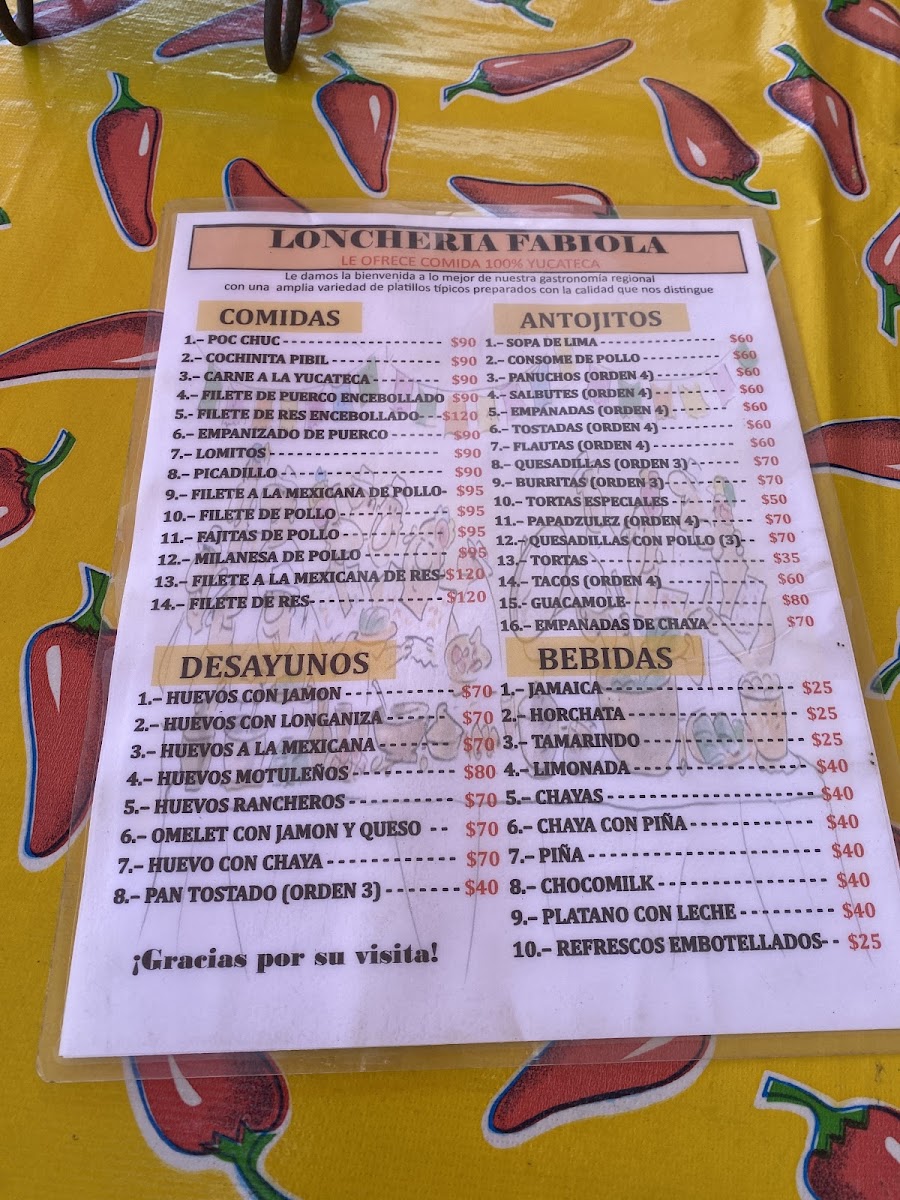 LONCHERIA FABIOLA
LE OFRECE COMIDA 100% YUCATECA
Le damos la bienvenida a lo mejor de nuestra gastronomía regional
con una amplia variedad de platillos típicos preparados con la calidad que nos distingue
COMIDAS
1.- POC CHUC ---------------------- $90
2.- COCHINITA PIBIL --------------- $90
3.- CARNE A LA YUCATECA ----------- $90
4.- FILETE DE PUERCO ENCEBOLLADO $90
5.- FILETE DE RES ENCEBOLLADO- -$120
6.- EMPANIZADO DE PUERCO -------- $90
7.- LOMITOS ----------------------- $90
8.- PICADILLO --------------------- $90
9.- FILETE A LA MEXICANA DE POLLO- $95
10.- FILETE DE POLLO -------------- $95
11.- FAJITAS DE POLLO ------------- $95
12.- MILANESA DE POLLO ----------- $95
13.- FILETE A LA MEXICANA DE RES-$120
14.- FILETE DE RES----------------- $120
ANTOJITOS
1.- SOPA DE LIMA ---------------- $60
2.- CONSOME DE POLLO ----------- $60
3.- PANUCHOS (ORDEN 4) --------- $60
4.- SALBUTES (ORDEN 4) ---------- $60
5.- EMPANADAS (ORDEN 4) -------- $60
6.- TOSTADAS (ORDEN 4) --------- $60
7.- FLAUTAS (ORDEN 4) ----------- $60
8.- QUESADILLAS (ORDEN 3) - ----- $70
9.- BURRITAS (ORDEN 3)----------- $70
10.- TORTAS ESPECIALES ---------- $50
11.- PAPADZULEZ (ORDEN 4) ------- $70
12.- QUESADILLAS CON POLLO (3)--- $70
13.- TORTAS -------------------- $35
14.- TACOS (ORDEN 4) ------------ $60
15.- GUACAMOLE------------------ $80
16.- EMPANADAS DE CHAYA -------- $70
DESAYUNOS
1.- HUEVOS CON JAMON ----------- $70
2.- HUEVOS CON LONGANIZA ------ $70
3.- HUEVOS A LA MEXICANA ------- $70
4.- HUEVOS MOTULEÑOS ---------- $80
5.- HUEVOS RANCHEROS ---------- $70
6.- OMELET CON JAMON Y QUESO -- $70
7.- HUEVO CON CHAYA ------------ $70
8.- PAN TOSTADO (ORDEN 3) ------ $40
¡Gracias por su visita!
BEBIDAS
1.- JAMAICA ------------------- $25
2.- HORCHATA ----------------- $25
3.- TAMARINDO --------------- $25
4.- LIMONADA ---------------- $40
5.- CHAYAS ------------------- $40
6.- CHAYA CON PIÑA ---------- $40
7.- PIÑA ---------------------- $40
8.- CHOCOMILK --------------- $40
9.- PLATANO CON LECHE -------- $40
10.- REFRESCOS EMBOTELLADOS-- $25